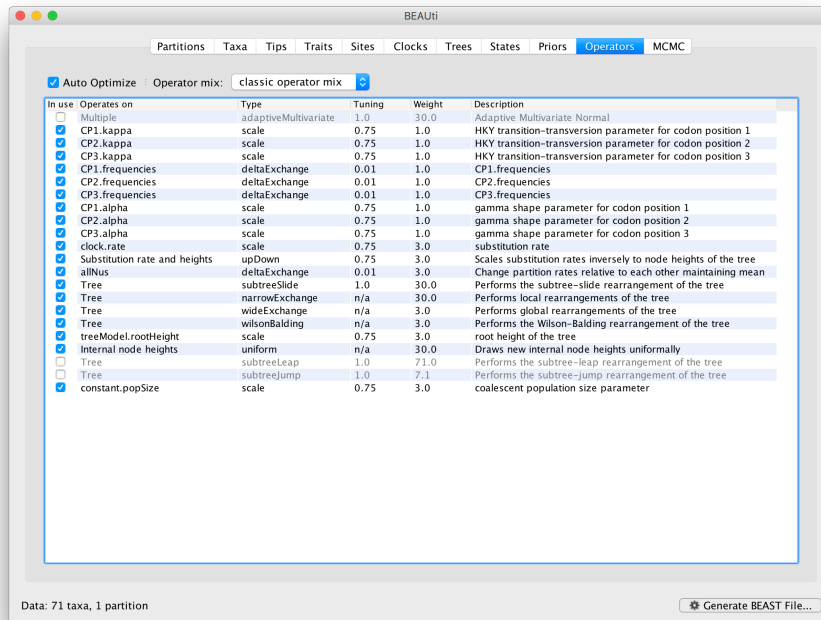 BEAUti
Partitions Taxa Tips Traits Sites Clocks Trees States Priors Operators MCMC
Auto Optimize Operator mix: classic operator mix
In use Operates on Type Tuning Weight Description
Multiple adaptiveMultivariate 1.0 30.0 Adaptive Multivariate Normal
CP1.kappa scale 0.75 1.0 HKY transition-transversion parameter for codon position 1
CP2.kappa scale 0.75 1.0 HKY transition-transversion parameter for codon position 2
CP3.kappa scale 0.75 1.0 HKY transition-transversion parameter for codon position 3
CP1.frequencies deltaExchange 0.01 1.0 CP1.frequencies
CP2.frequencies deltaExchange 0.01 1.0 CP2.frequencies
CP3.frequencies deltaExchange 0.01 1.0 CP3.frequencies
CP1.alpha scale 0.75 1.0 gamma shape parameter for codon position 1
CP2.alpha scale 0.75 1.0 gamma shape parameter for codon position 2
CP3.alpha scale 0.75 1.0 gamma shape parameter for codon position 3
clock.rate scale 0.75 3.0 substitution rate
Substitution rate and heights upDown 0.75 3.0 Scales substitution rates inversely to node heights of the tree
allNus deltaExchange 0.01 3.0 Change partition rates relative to each other maintaining mean
Tree subtreeSlide 1.0 30.0 Performs the subtree-slide rearrangement of the tree
Tree narrowExchange n/a 30.0 Performs local rearrangements of the tree
Tree wideExchange n/a 3.0 Performs global rearrangements of the tree
Tree wilsonBalding n/a 3.0 Performs the Wilson-Balding rearrangement of the tree
treeModel.rootHeight scale 0.75 3.0 root height of the tree
Internal node heights uniform n/a 30.0 Draws new internal node heights uniformally
Tree subtreeLeap 1.0 71.0 Performs the subtree-leap rearrangement of the tree
Tree subtreeJump 1.0 7.1 Performs the subtree-jump rearrangement of the tree
constant.popSize scale 0.75 3.0 coalescent population size parameter
Data: 71 taxa, 1 partition Generate BEAST File...